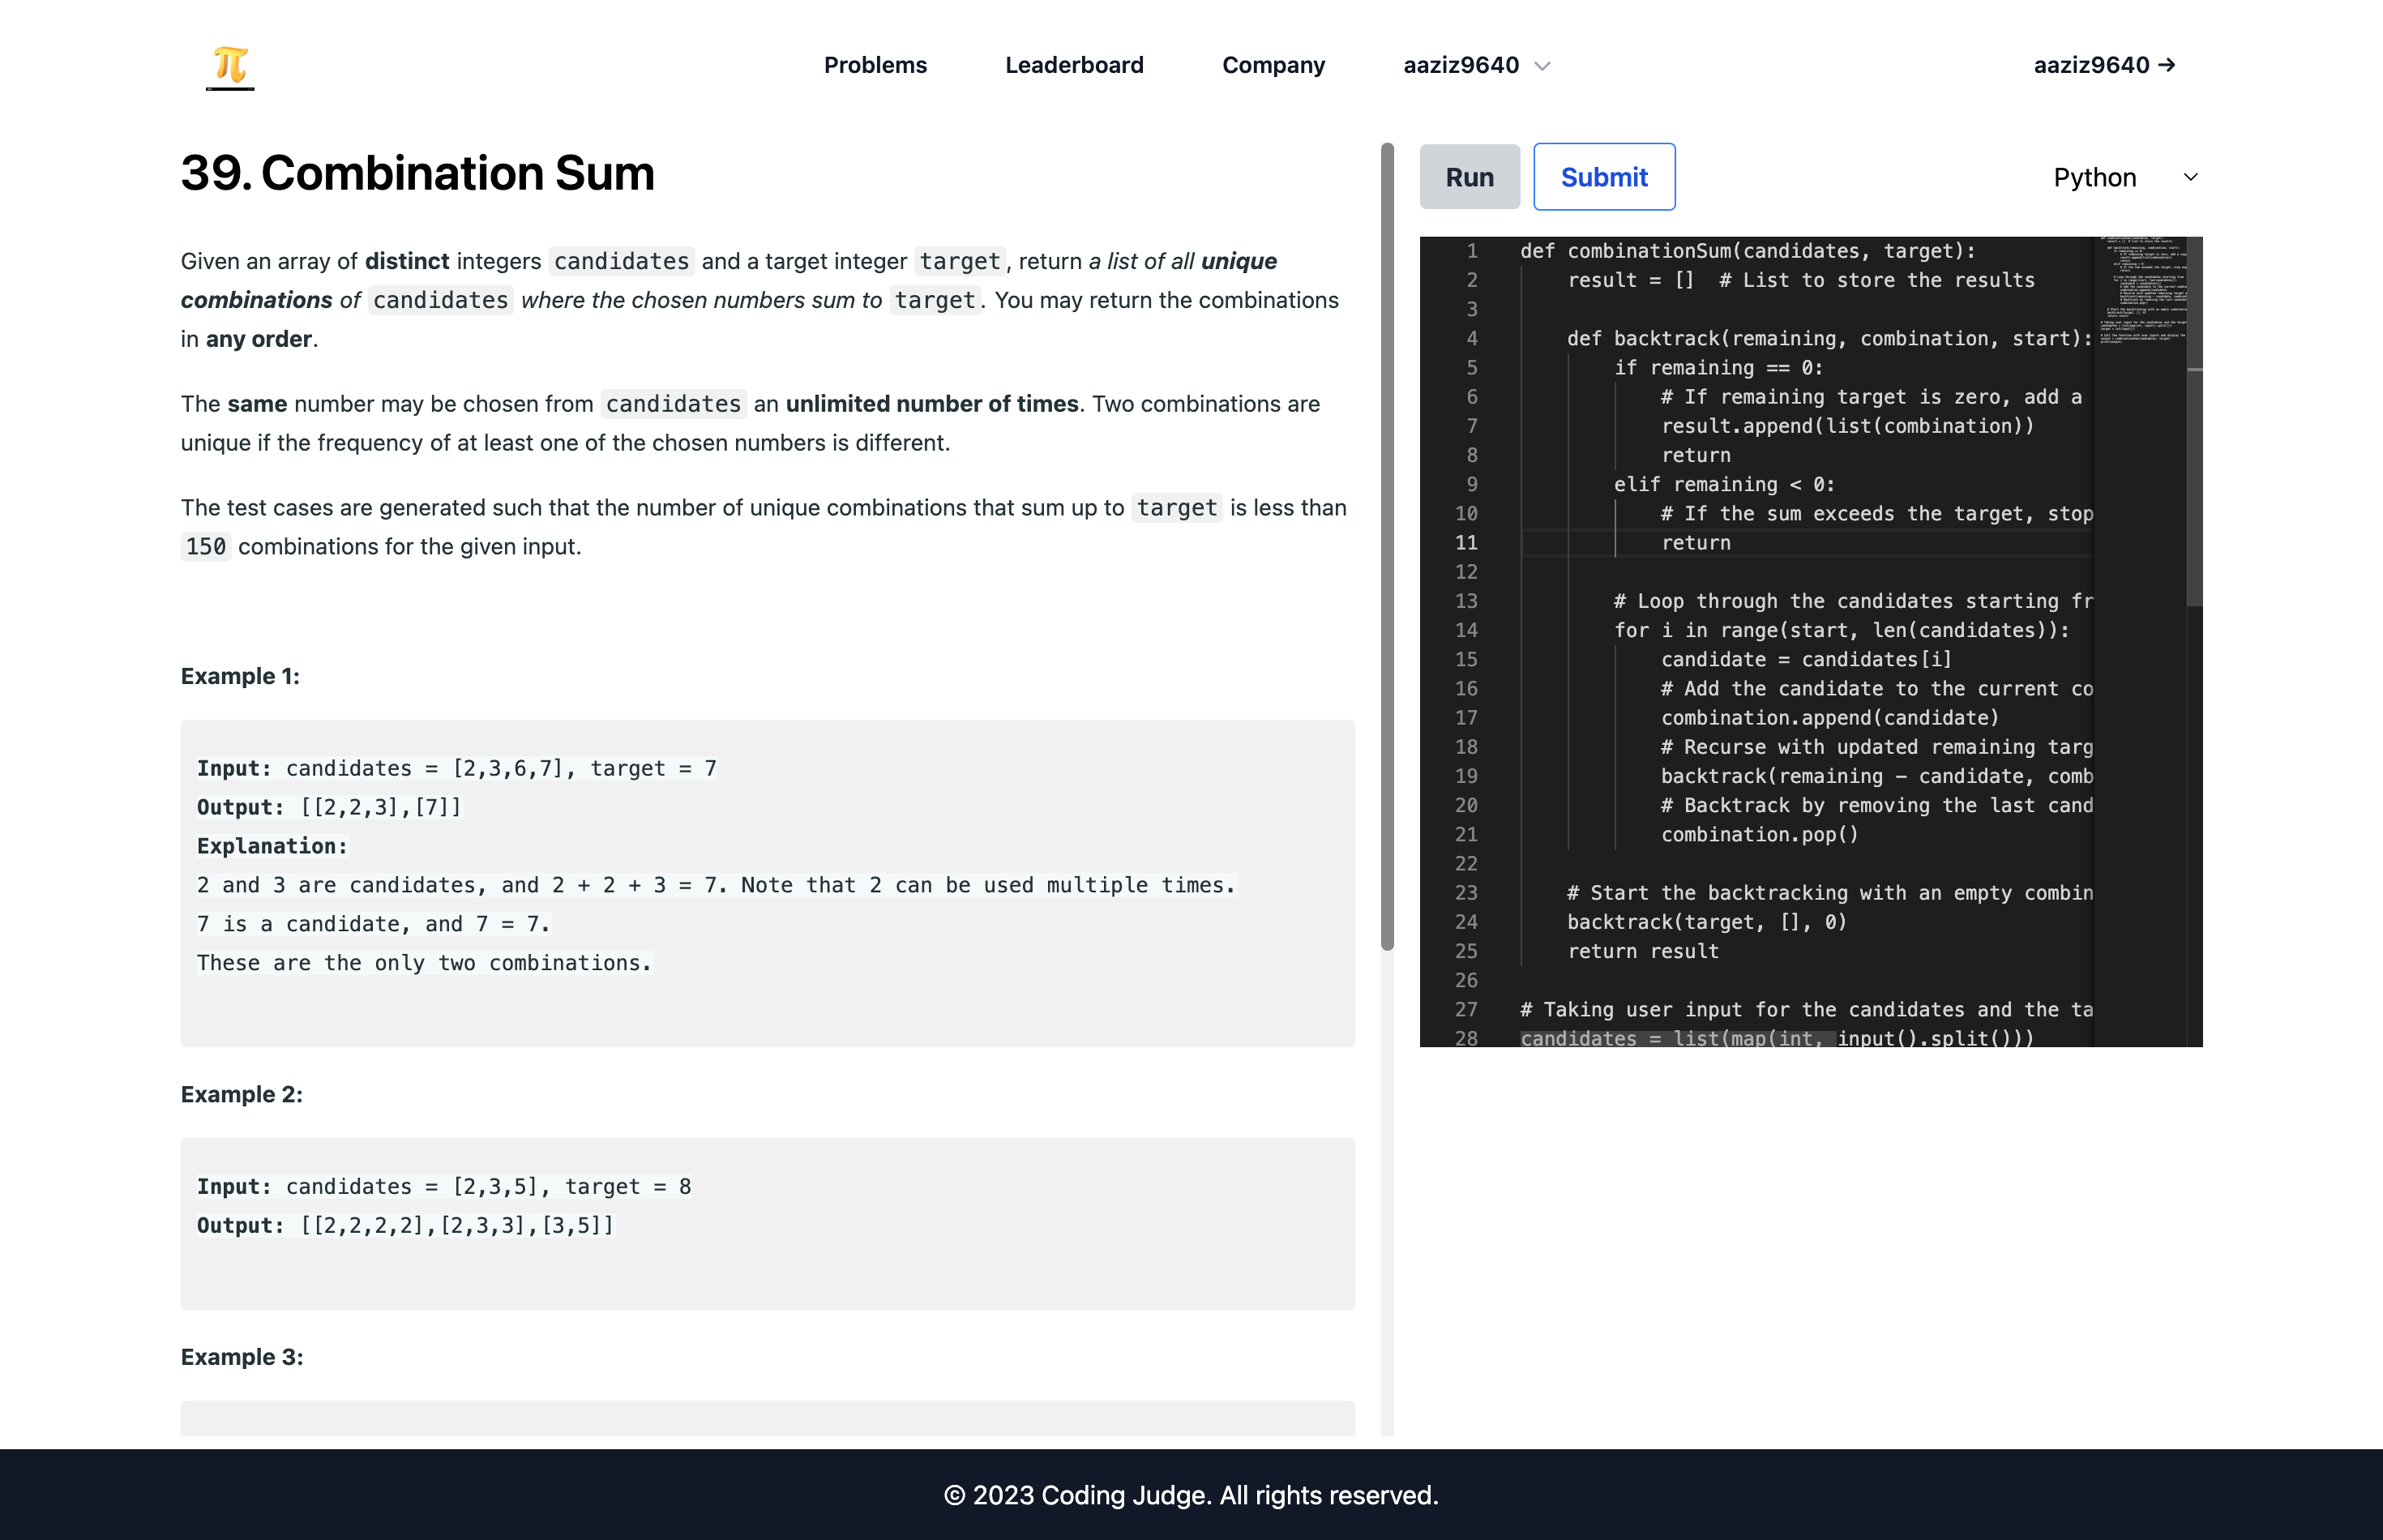 Problems
Leaderboard
Company
aaziz9640
aaziz9640 →
39. Combination Sum
Given an array of distinct integers candidates and a target integer target, return a list of all unique
combinations of candidates where the chosen numbers sum to target. You may return the combinations
in any order.
The same number may be chosen from candidates an unlimited number of times. Two combinations are
unique if the frequency of at least one of the chosen numbers is different.
The test cases are generated such that the number of unique combinations that sum up to target is less than
150 combinations for the given input.
Example 1:
Input: candidates = [2,3,6,7], target = 7
Output: [[2,2,3],[7]]
Explanation:
2 and 3 are candidates, and 2 + 2 + 3 = 7. Note that 2 can be used multiple times.
7 is a candidate, and 7 = 7.
These are the only two combinations.
Example 2:
Input: candidates = [2,3,5], target = 8
Output: [[2,2,2,2],[2,3,3],[3,5]]
Example 3:
Run
Submit
Python
1 def combinationSum(candidates, target):
2 result = []  # List to store the results
3
4 def backtrack(remaining, combination, start):
5 if remaining == 0:
6 # If remaining target is zero, add a
7 result.append(list(combination))
8 return
9 elif remaining < 0:
10 # If the sum exceeds the target, stop
11 return
12
13 # Loop through the candidates starting fr
14 for i in range(start, len(candidates)):
15 candidate = candidates[i]
16 # Add the candidate to the current co
17 combination.append(candidate)
18 # Recurse with updated remaining targ
19 backtrack(remaining - candidate, comb
20 # Backtrack by removing the last cand
21 combination.pop()
22
23 # Start the backtracking with an empty combin
24 backtrack(target, [], 0)
25 return result
26
27 # Taking user input for the candidates and the ta
28 candidates = list(map(int, input().split()))
© 2023 Coding Judge. All rights reserved.